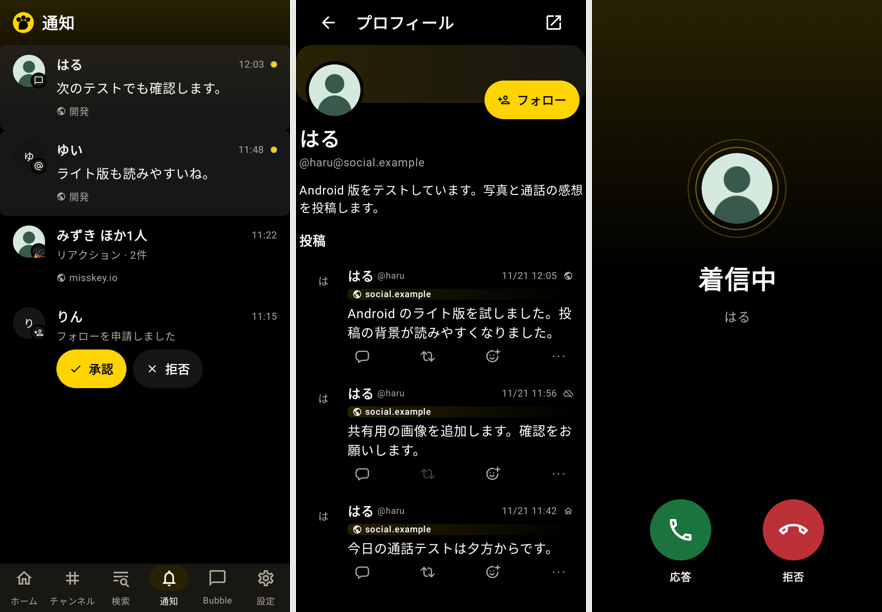 通知
はる
12:03
次のテストでも確認します。
開発
ゆ
ゆい
11:48
ライト版も読みやすいね。
開発
みずき ほか1人
11:22
リアクション · 2件
misskey.io
り
りん
11:15
フォローを申請しました
承認
拒否
ホーム
チャンネル
検索
通知
Bubble
設定
プロフィール
フォロー
はる
@haru@social.example
Android 版をテストしています。写真と通話の感想
を投稿します。
投稿
は
はる @haru
11/21 12:05
social.example
Android のライト版を試しました。投
稿の背景が読みやすくなりました。
は
はる @haru
11/21 11:56
social.example
共有用の画像を追加します。確認をお
願いします。
は
はる @haru
11/21 11:42
social.example
今日の通話テストは夕方からです。
着信中
はる
応答
拒否